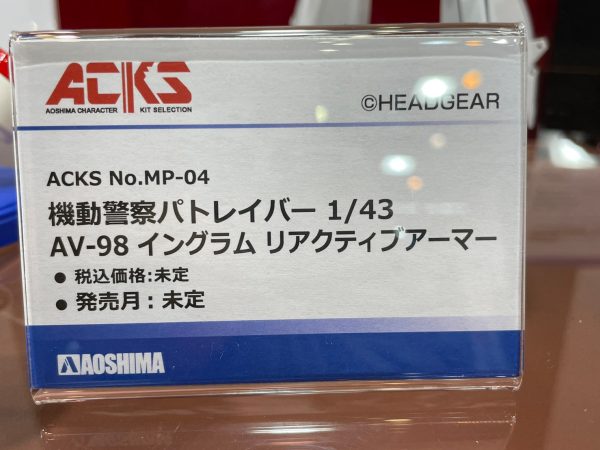 ACKS
AOSHIMA CHARACTER KIT SELECTION
©HEADGEAR
ACKS No.MP-04
機動警察パトレイバー 1/43
AV-98 イングラム リアクティブアーマー
● 税込価格:未定
● 発売月：未定
AOSHIMA